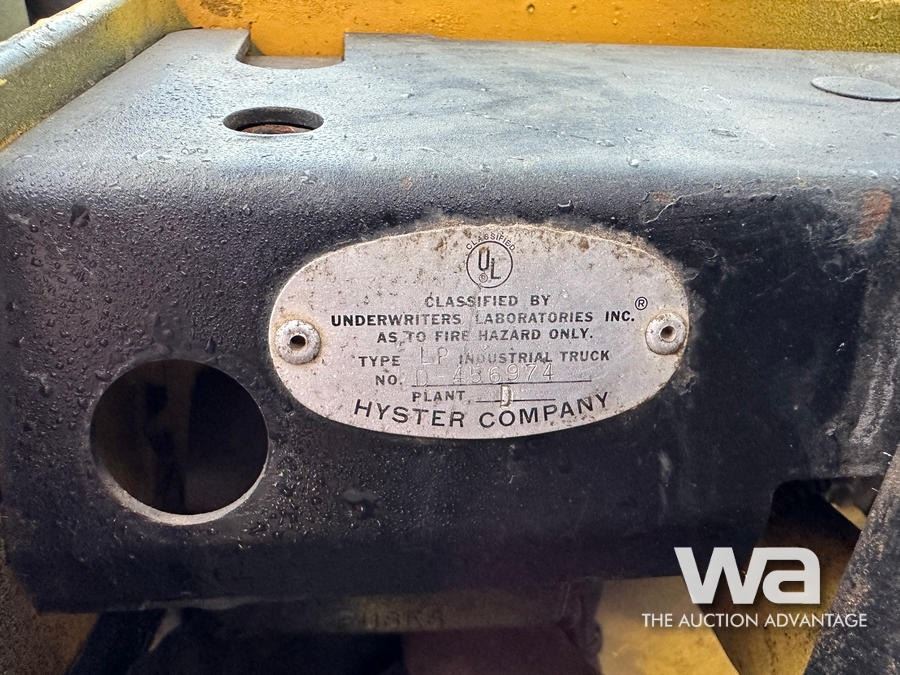 CLASSIFIED
UL
®
CLASSIFIED BY
UNDERWRITERS LABORATORIES INC.®
AS TO FIRE HAZARD ONLY.
TYPE LP INDUSTRIAL TRUCK
NO. D-456974
PLANT D
HYSTER COMPANY
wa
THE AUCTION ADVANTAGE